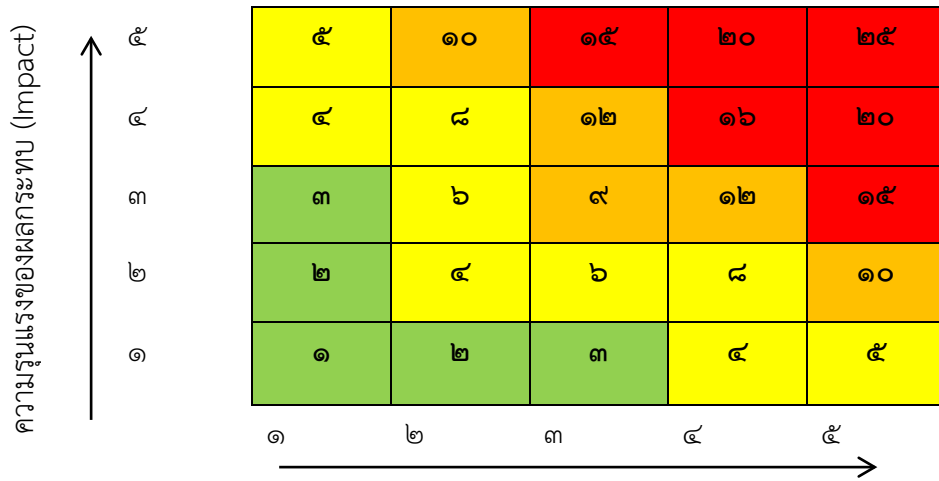 ความรุนแรงของผลกระทบ (Impact)
๕ ๕ ๑๐ ๑๕ ๒๐ ๒๕
๔ ๔ ๘ ๑๒ ๑๖ ๒๐
๓ ๓ ๖ ๙ ๑๒ ๑๕
๒ ๒ ๔ ๖ ๘ ๑๐
๑ ๑ ๒ ๓ ๔ ๕
๑ ๒ ๓ ๔ ๕